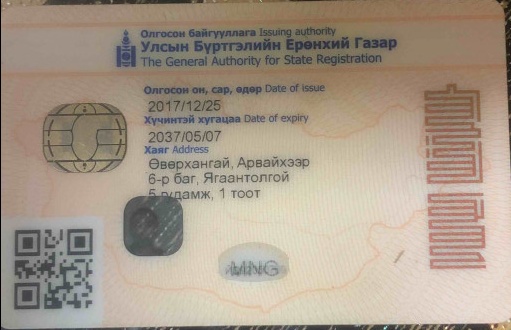 Олгосон байгууллага Issuing authority
Улсын Бүртгэлийн Ерөнхий Газар
The General Authority for State Registration
Олгосон он, сар, өдөр Date of issue
2017/12/25
Хүчинтэй хугацаа Date of expiry
2037/05/07
Хаяг Address
Өвөрхангай, Арвайхээр
6-р баг, Ягаантолгой
5 гудамж, 1 тоот
MNG